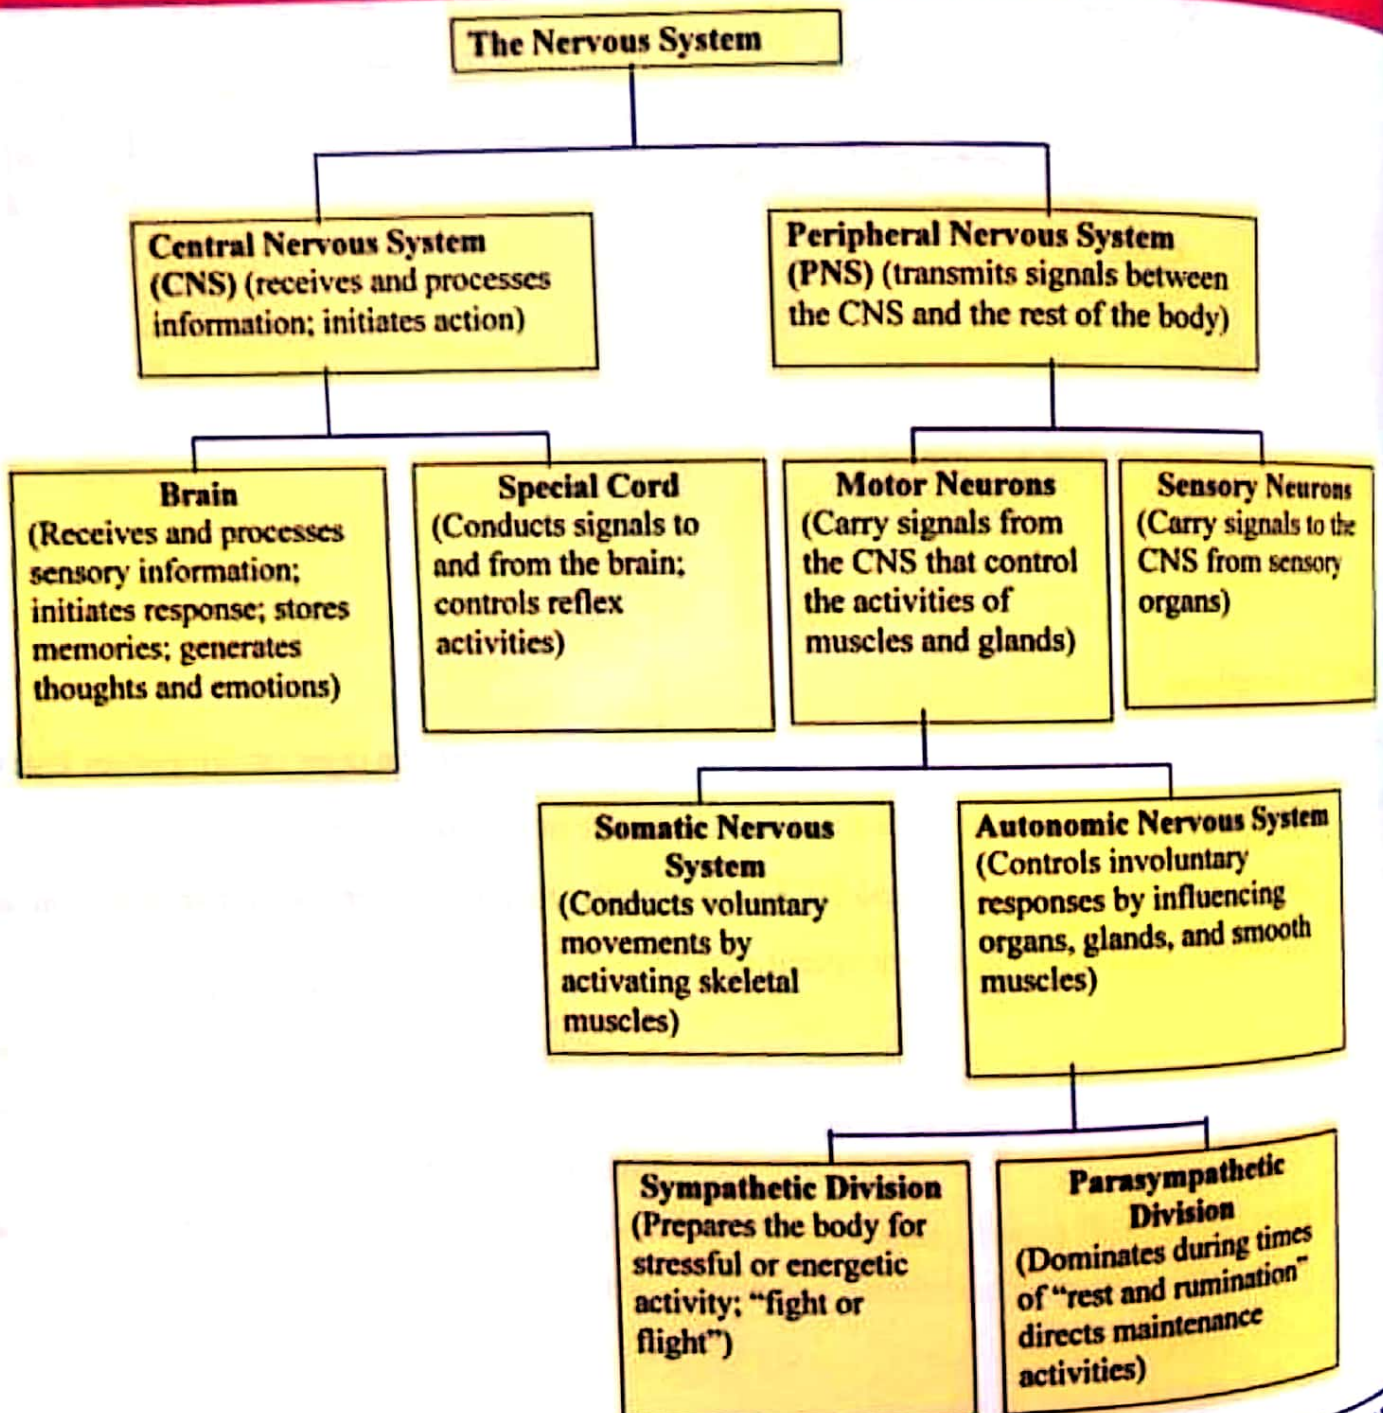 The Nervous System
Central Nervous System
(CNS) (receives and processes
information; initiates action)
Peripheral Nervous System
(PNS) (transmits signals between
the CNS and the rest of the body)
Brain
(Receives and processes
sensory information;
initiates response; stores
memories; generates
thoughts and emotions)
Special Cord
(Conducts signals to
and from the brain;
controls reflex
activities)
Motor Neurons
(Carry signals from
the CNS that control
the activities of
muscles and glands)
Sensory Neurons
(Carry signals to the
CNS from sensory
organs)
Somatic Nervous
System
(Conducts voluntary
movements by
activating skeletal
muscles)
Autonomic Nervous System
(Controls involuntary
responses by influencing
organs, glands, and smooth
muscles)
Sympathetic Division
(Prepares the body for
stressful or energetic
activity; “fight or
flight”)
Parasympathetic
Division
(Dominates during times
of “rest and rumination”
directs maintenance
activities)